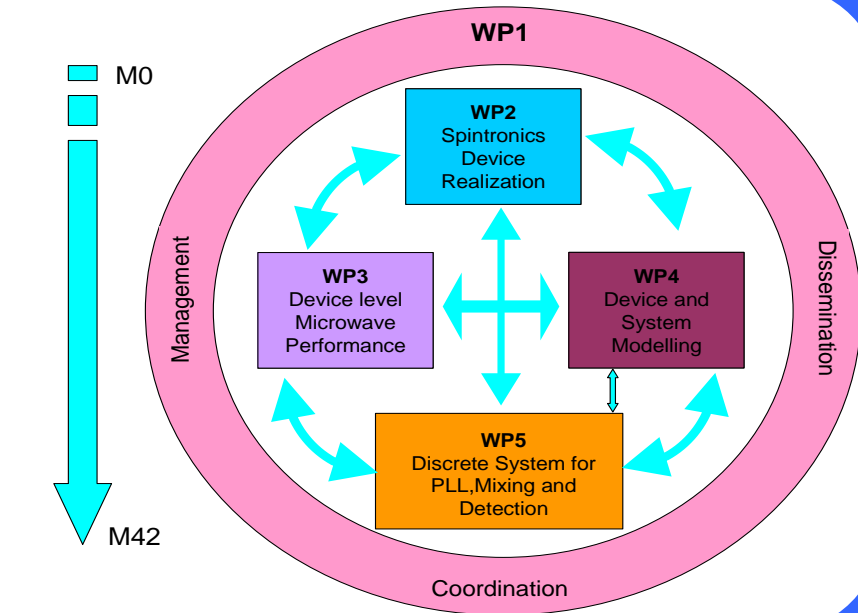 WP1
M0
WP2
Spintronics
Device
Realization
Management
WP3
Device level
Microwave
Performance
WP4
Device and
System
Modelling
Dissemination
WP5
Discrete System for
PLL,Mixing and
Detection
M42
Coordination